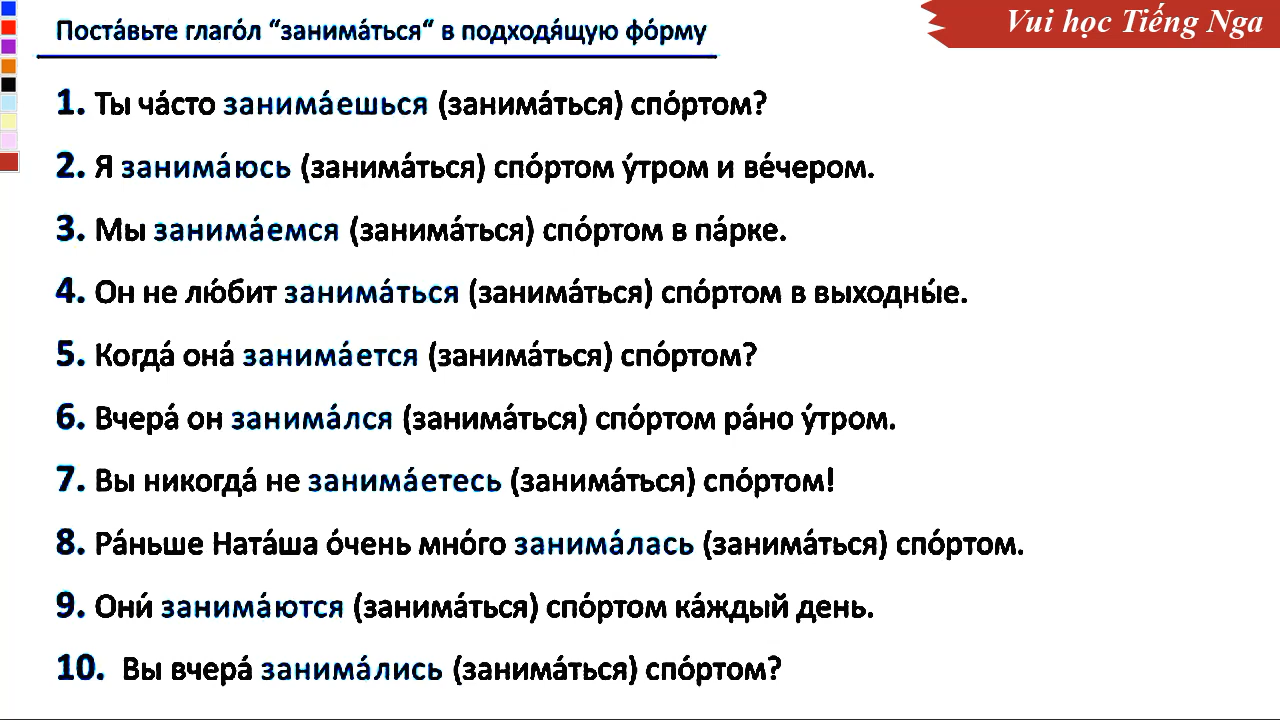 Поста́вьте глаго́л “занима́ться“ в подходя́щую фо́рму
Vui học Tiếng Nga
1. Ты ча́сто занима́ешься (занима́ться) спо́ртом?
2. Я занима́юсь (занима́ться) спо́ртом у́тром и ве́чером.
3. Мы занима́емся (занима́ться) спо́ртом в па́рке.
4. Он не лю́бит занима́ться (занима́ться) спо́ртом в выходны́е.
5. Когда́ она́ занима́ется (занима́ться) спо́ртом?
6. Вчера́ он занима́лся (занима́ться) спо́ртом ра́но у́тром.
7. Вы никогда́ не занима́етесь (занима́ться) спо́ртом!
8. Ра́ньше Ната́ша о́чень мно́го занима́лась (занима́ться) спо́ртом.
9. Они́ занима́ются (занима́ться) спо́ртом ка́ждый день.
10. Вы вчера́ занима́лись (занима́ться) спо́ртом?